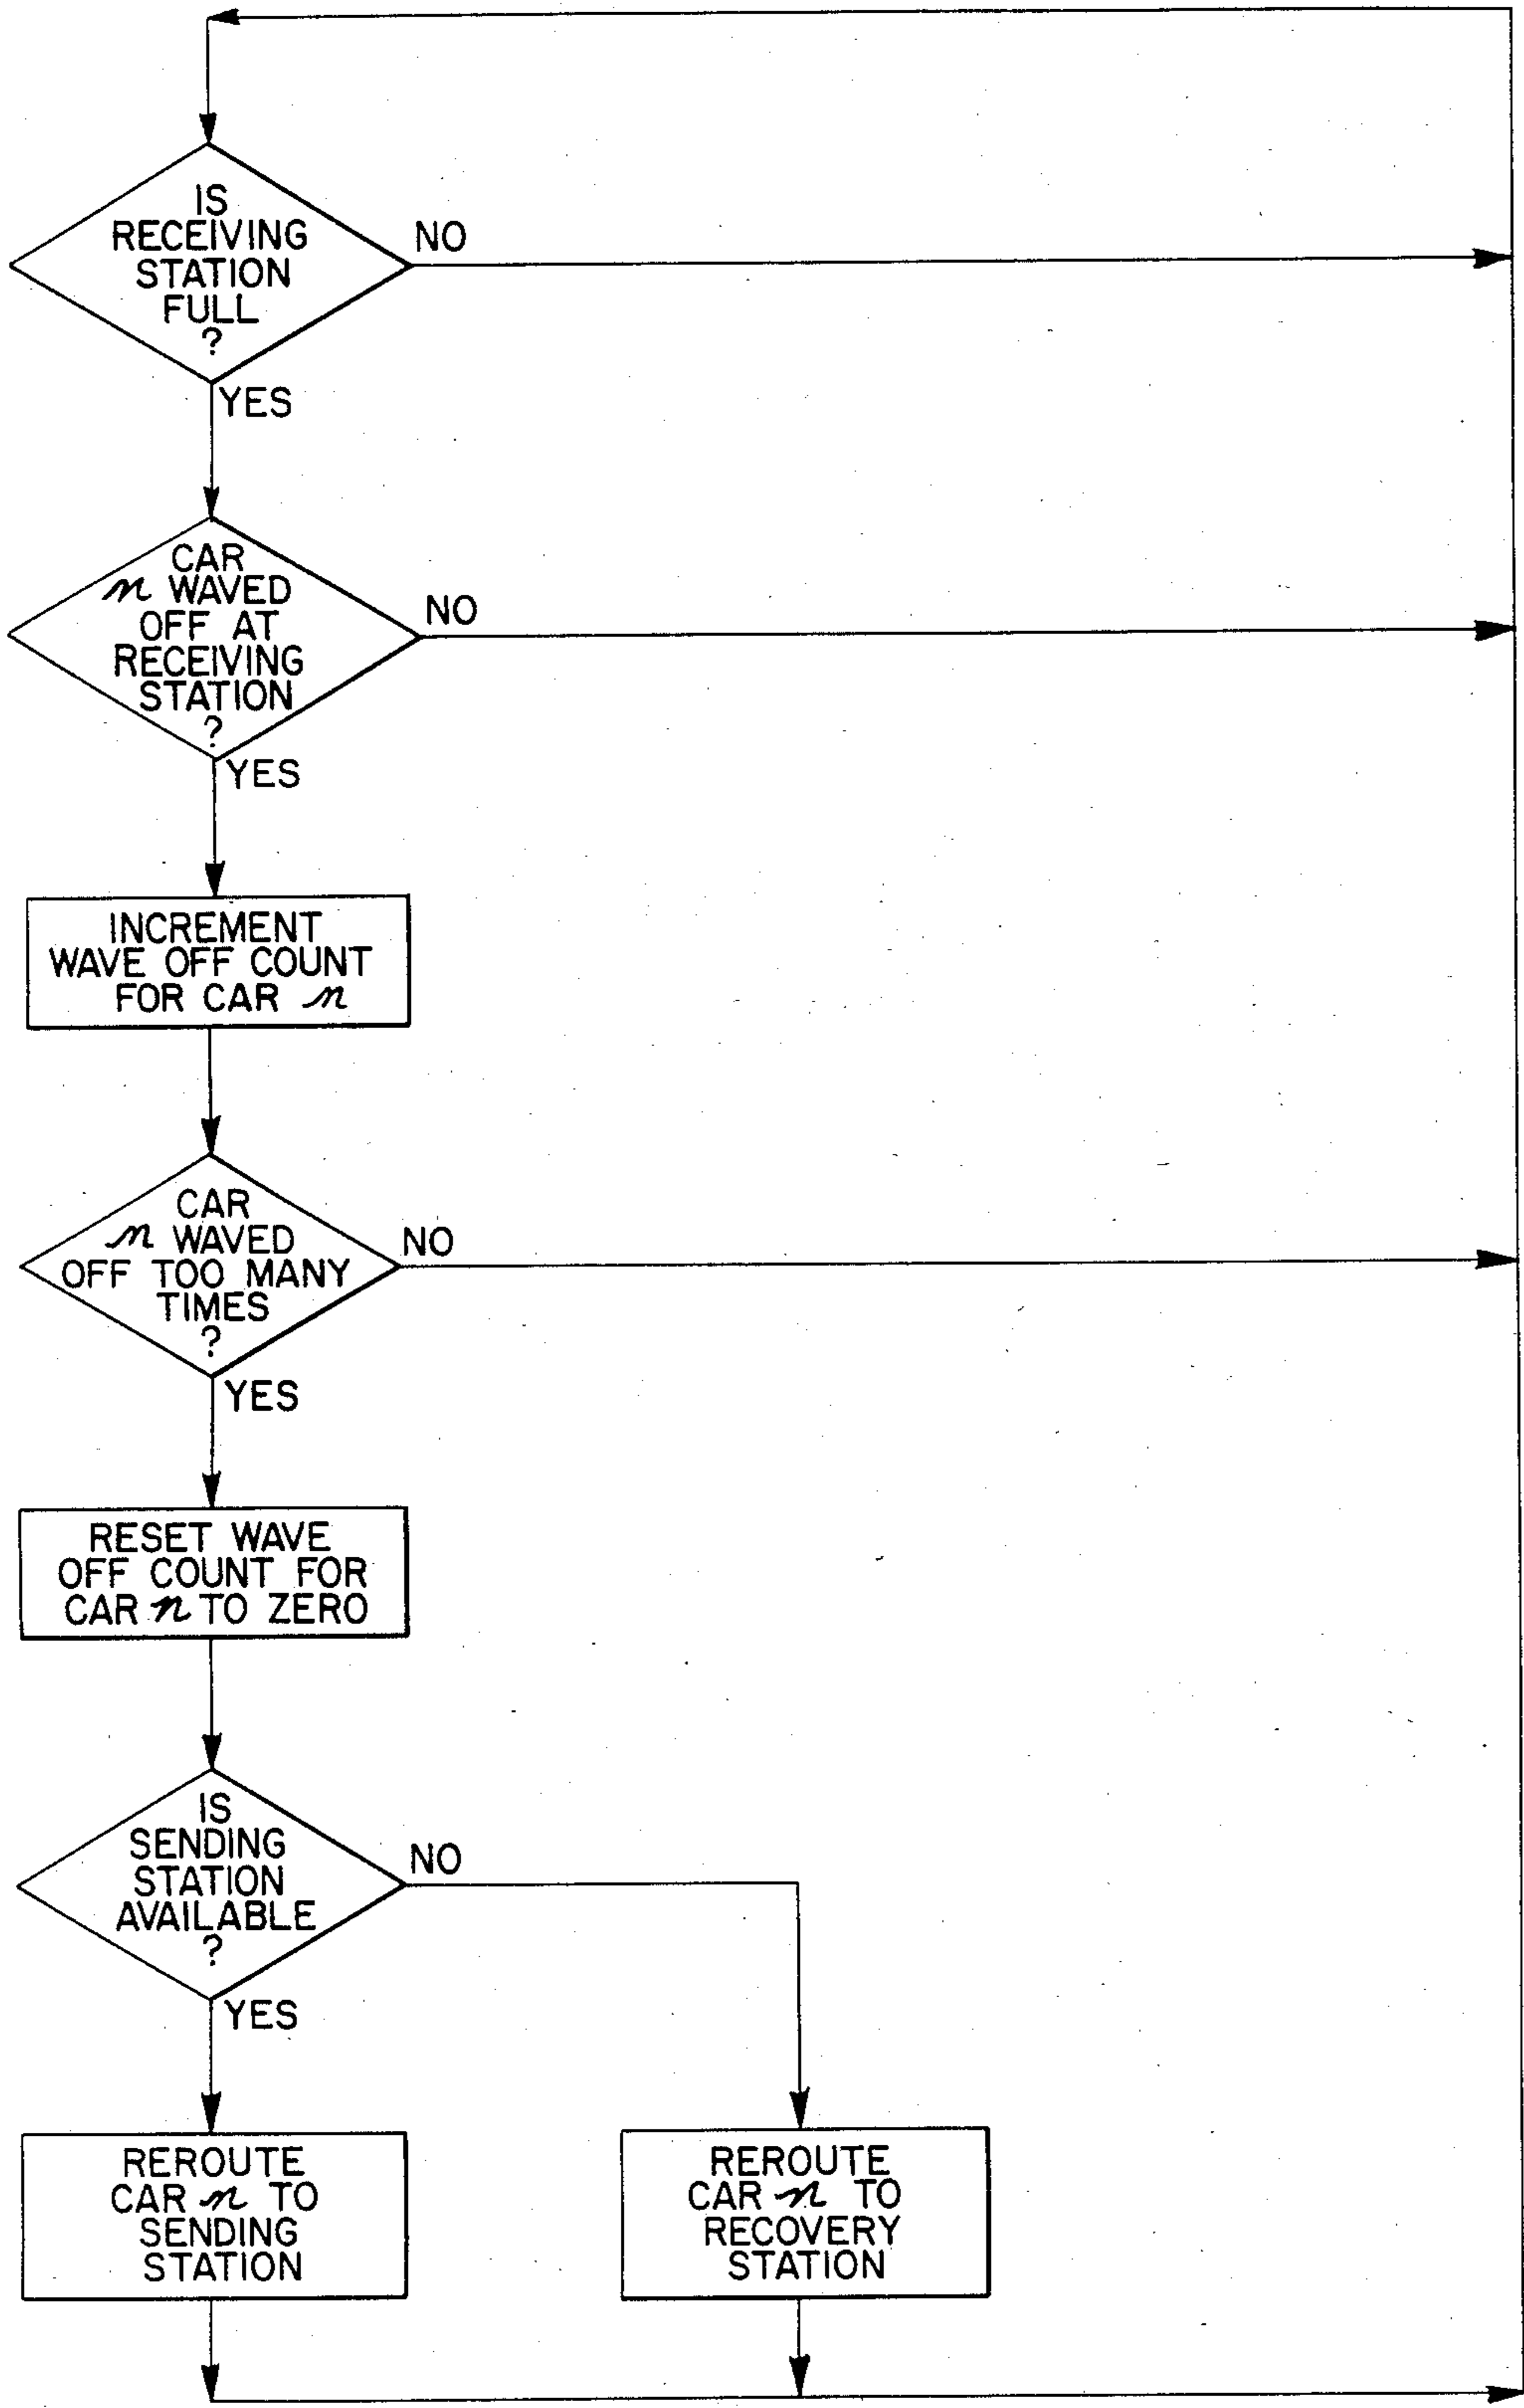 IS
RECEIVING
STATION
FULL
?
NO
YES
CAR
n WAVED
OFF AT
RECEIVING
STATION
?
NO
YES
INCREMENT
WAVE OFF COUNT
FOR CAR n
CAR
n WAVED
OFF TOO MANY
TIMES
?
NO
YES
RESET WAVE
OFF COUNT FOR
CAR n TO ZERO
IS
SENDING
STATION
AVAILABLE
?
NO
YES
REROUTE
CAR n TO
SENDING
STATION
REROUTE
CAR n TO
RECOVERY
STATION